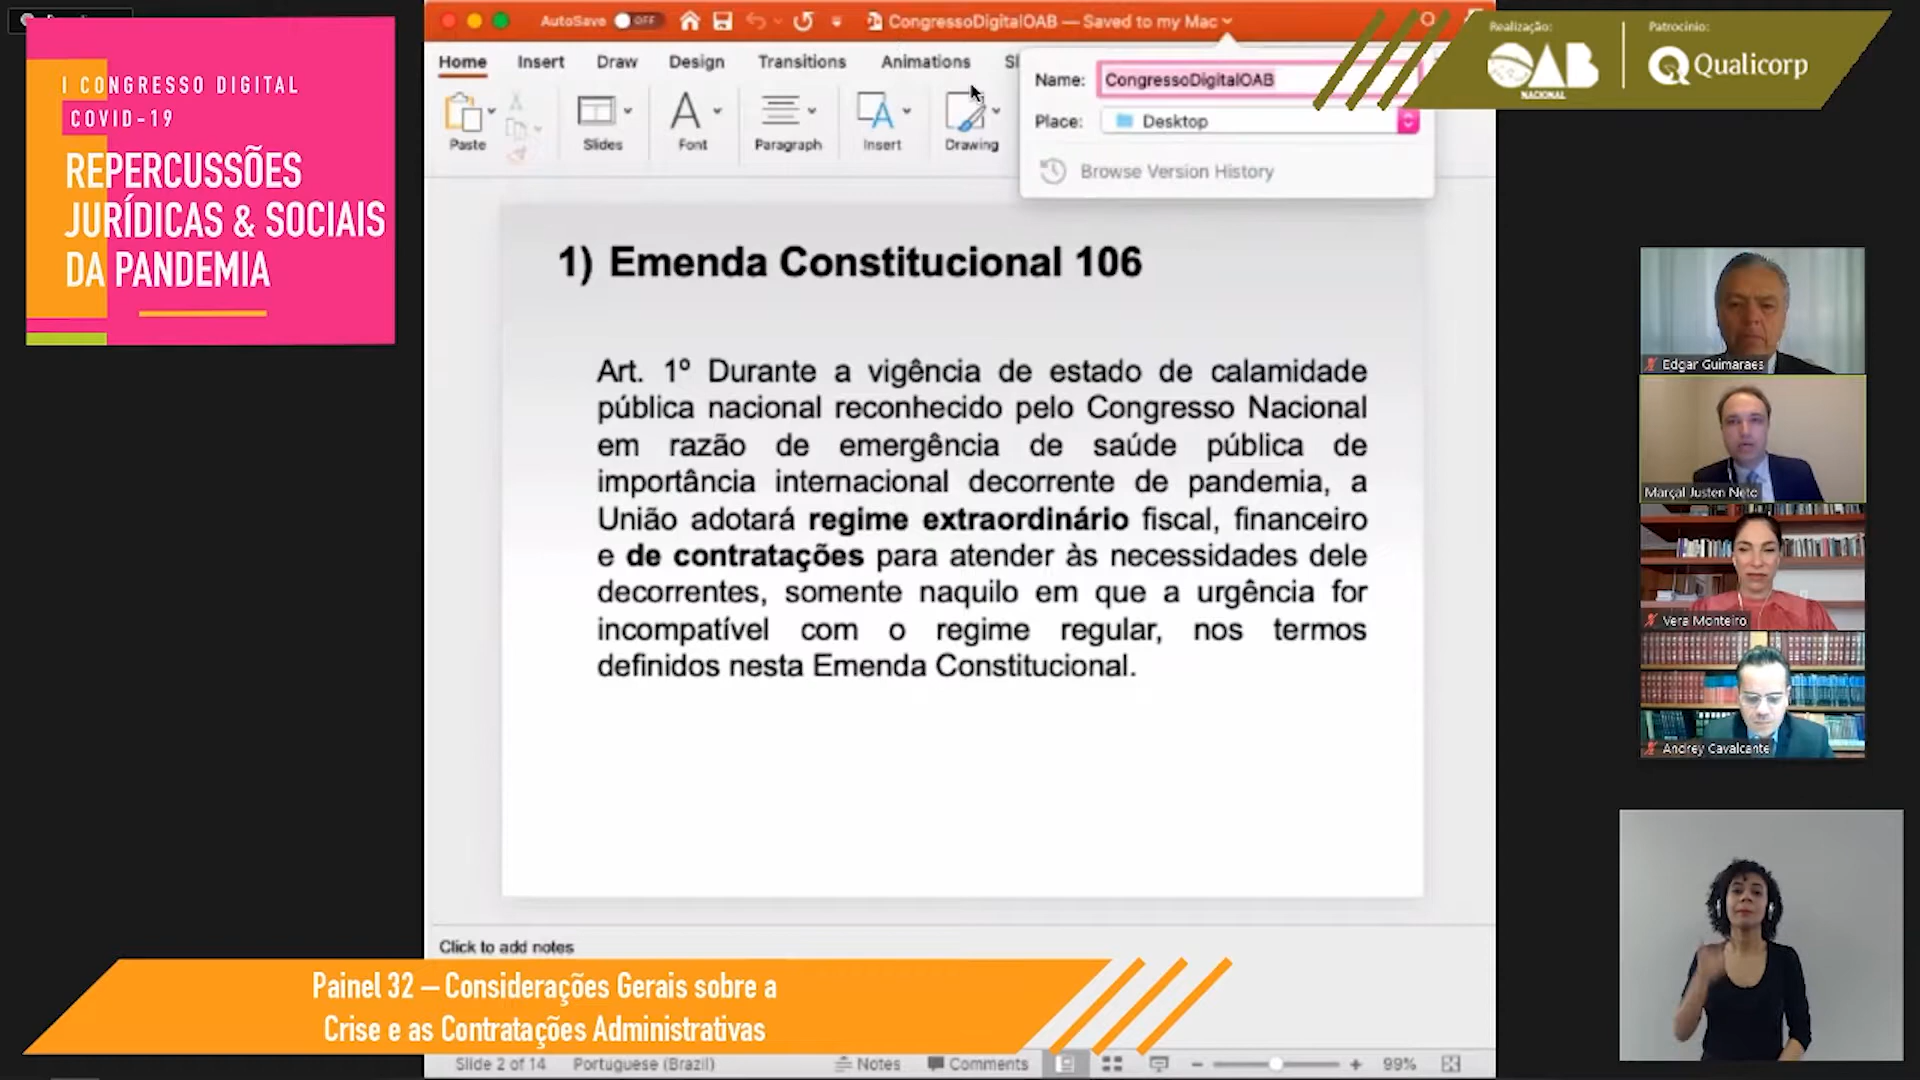 I CONGRESSO DIGITAL
COVID-19
REPERCUSSÕES
JURÍDICAS & SOCIAIS
DA PANDEMIA
AutoSave OFF
CongressoDigitalOAB — Saved to my Mac
Home Insert Draw Design Transitions Animations
Paste Slides Font Paragraph Insert Drawing
Name: CongressoDigitalOAB
Place: Desktop
Browse Version History
Realização:
OAB
NACIONAL
Patrocínio:
Qualicorp
1) Emenda Constitucional 106
Art. 1º Durante a vigência de estado de calamidade
pública nacional reconhecido pelo Congresso Nacional
em razão de emergência de saúde pública de
importância internacional decorrente de pandemia, a
União adotará regime extraordinário fiscal, financeiro
e de contratações para atender às necessidades dele
decorrentes, somente naquilo em que a urgência for
incompatível com o regime regular, nos termos
definidos nesta Emenda Constitucional.
Edgar Guimaraes
Marçal Justen Neto
Vera Monteiro
Andrey Cavalcante
Click to add notes
Painel 32 – Considerações Gerais sobre a
Crise e as Contratações Administrativas
Slide 2 of 14 Portuguese (Brazil) Notes Comments 99%